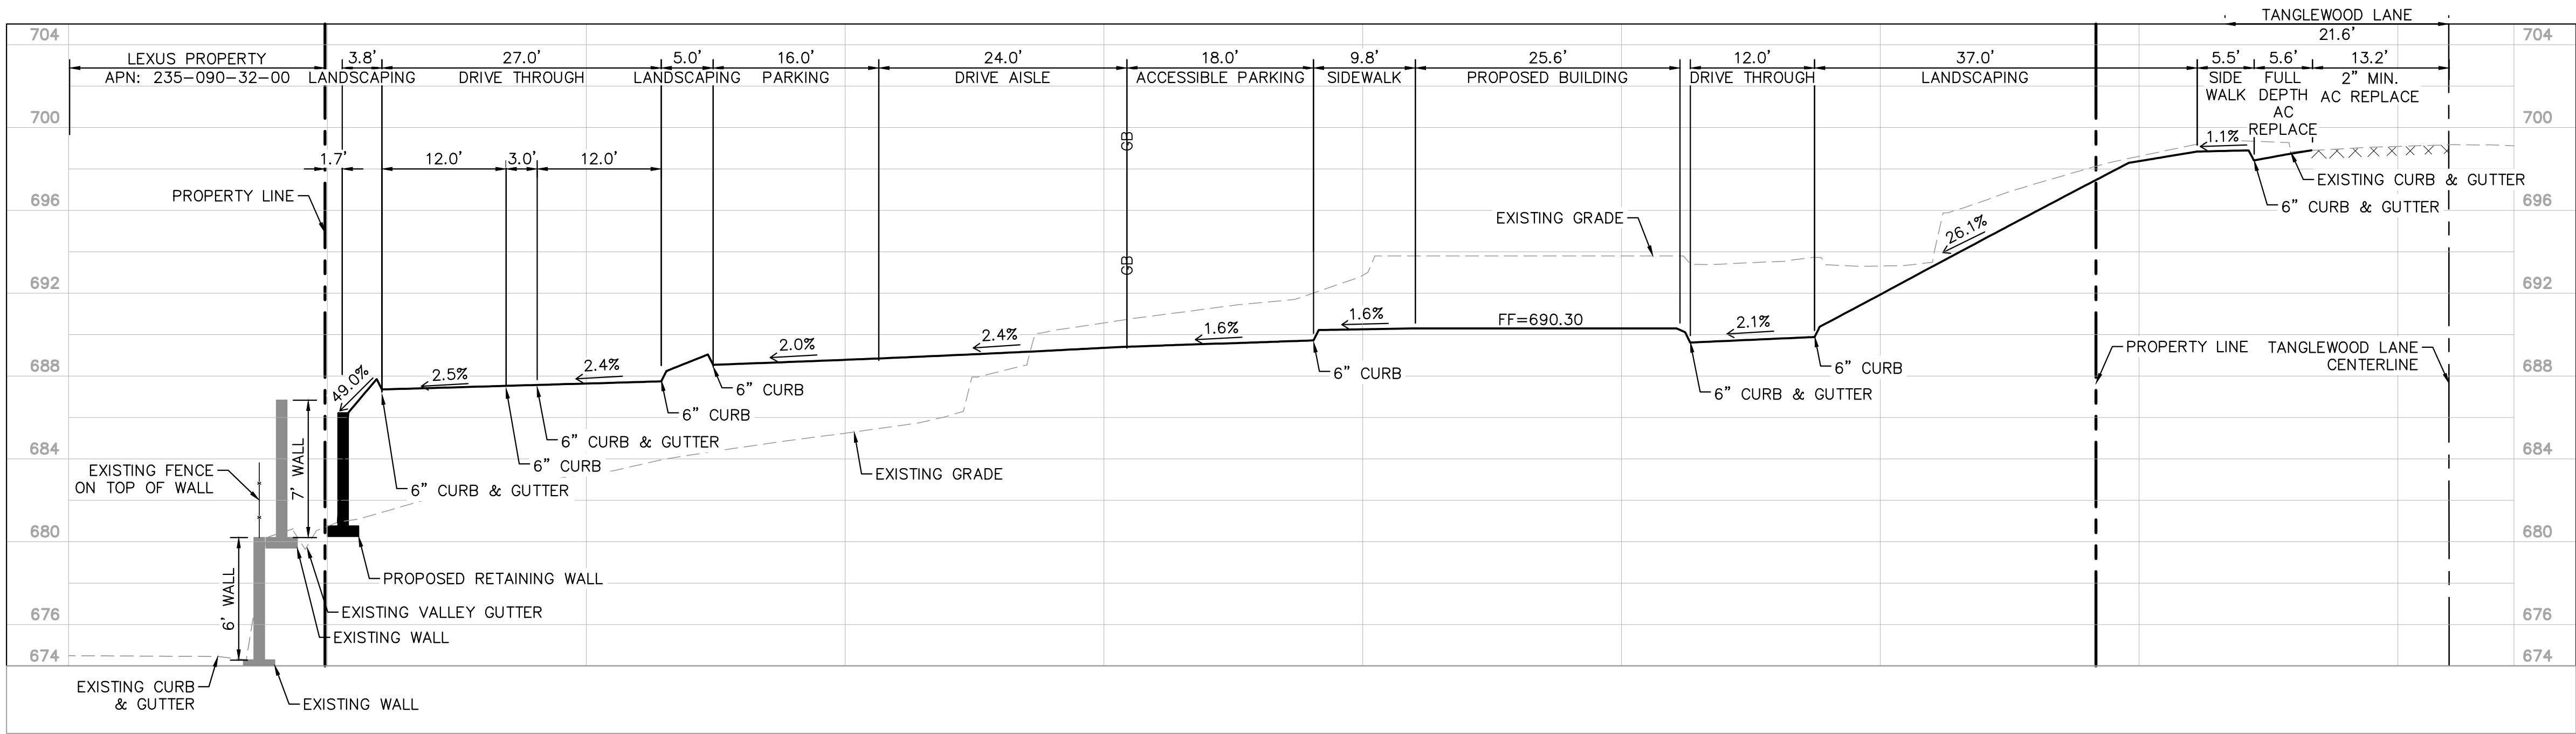 TANGLEWOOD LANE
21.6'
704
704
LEXUS PROPERTY
APN: 235-090-32-00
3.8'
LANDSCAPING
27.0'
DRIVE THROUGH
5.0'
LANDSCAPING
16.0'
PARKING
24.0'
DRIVE AISLE
18.0'
ACCESSIBLE PARKING
9.8'
SIDEWALK
25.6'
PROPOSED BUILDING
12.0'
DRIVE THROUGH
37.0'
LANDSCAPING
5.5'
SIDE
WALK
5.6'
FULL
DEPTH
AC
REPLACE
13.2'
2" MIN.
AC REPLACE
700
700
GB
1.1%
1.7'
12.0'
3.0'
12.0'
PROPERTY LINE
EXISTING CURB & GUTTER
6" CURB & GUTTER
696
696
EXISTING GRADE
26.1%
GB
692
692
1.6%
1.6%
FF=690.30
2.1%
2.4%
2.0%
2.4%
2.5%
49.0%
688
688
PROPERTY LINE
TANGLEWOOD LANE
CENTERLINE
6" CURB
6" CURB & GUTTER
6" CURB
6" CURB
6" CURB
6" CURB & GUTTER
6" CURB
6" CURB & GUTTER
684
684
7' WALL
EXISTING FENCE
ON TOP OF WALL
EXISTING GRADE
680
680
PROPOSED RETAINING WALL
6' WALL
EXISTING VALLEY GUTTER
EXISTING WALL
676
676
674
674
EXISTING CURB
& GUTTER
EXISTING WALL